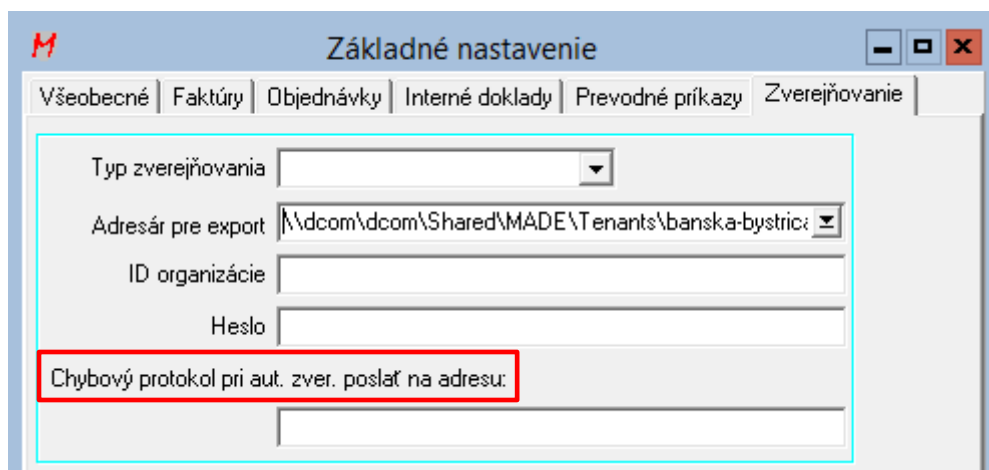 M Základné nastavenie
Všeobecné Faktúry Objednávky Interné doklady Prevodné príkazy Zverejňovanie
Typ zverejňovania
Adresár pre export \\dcom\dcom\Shared\MADE\Tenants\banska-bystrica
ID organizácie
Heslo
Chybový protokol pri aut. zver. poslať na adresu: